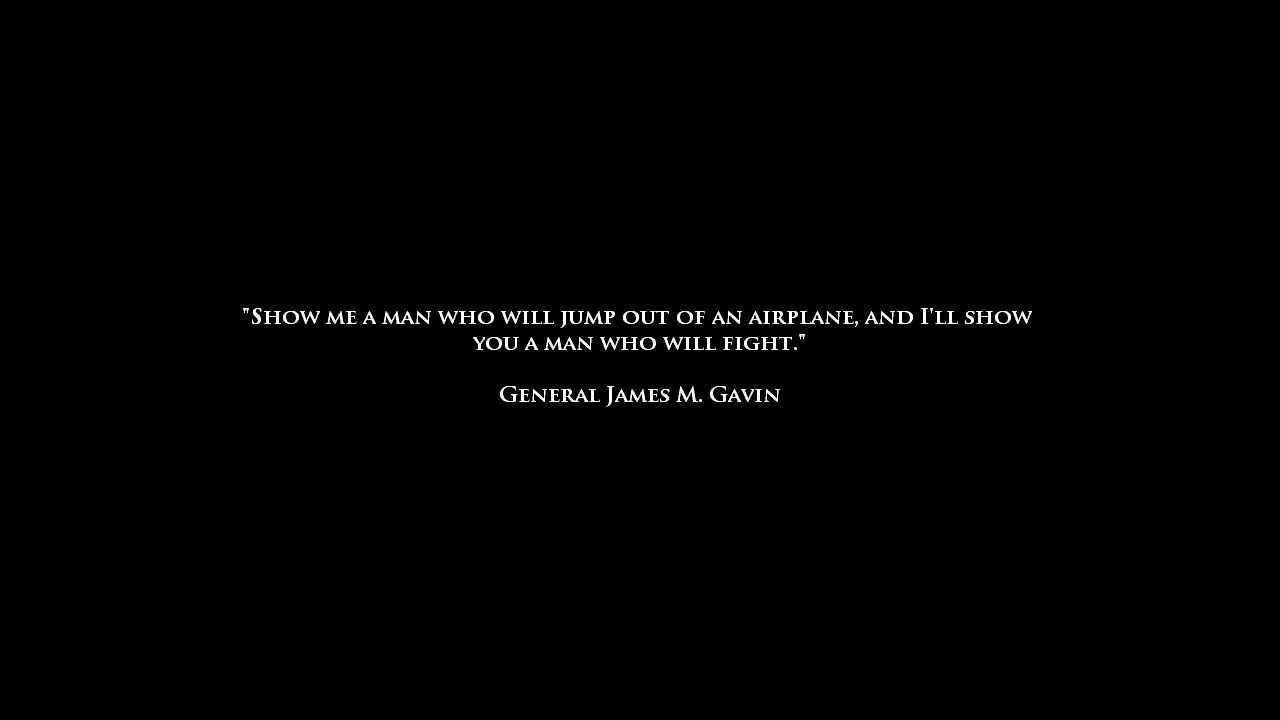 "Show me a man who will jump out of an airplane, and I'll show
you a man who will fight."
General James M. Gavin